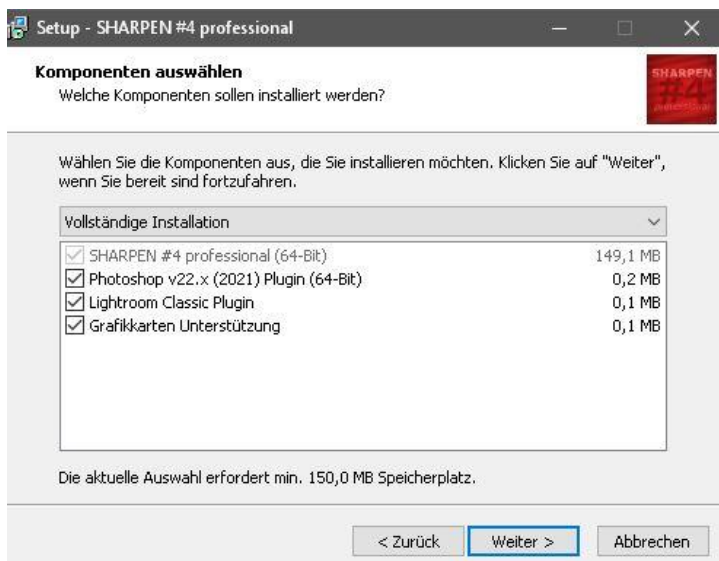 Setup - SHARPEN #4 professional
Komponenten auswählen
Welche Komponenten sollen installiert werden?
SHARPEN
#4
professional
Wählen Sie die Komponenten aus, die Sie installieren möchten. Klicken Sie auf "Weiter",
wenn Sie bereit sind fortzufahren.
Vollständige Installation
SHARPEN #4 professional (64-Bit) 149,1 MB
Photoshop v22.x (2021) Plugin (64-Bit) 0,2 MB
Lightroom Classic Plugin 0,1 MB
Grafikkarten Unterstützung 0,1 MB
Die aktuelle Auswahl erfordert min. 150,0 MB Speicherplatz.
< Zurück Weiter > Abbrechen